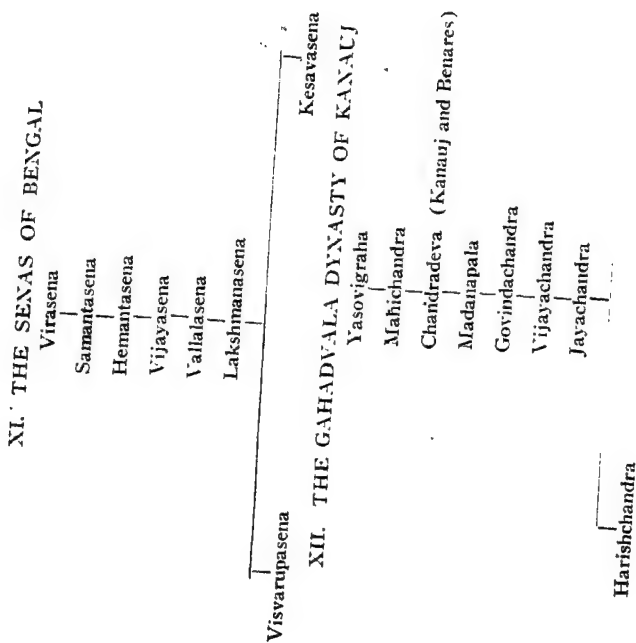 XI. THE SENAS OF BENGAL
Virasena
Samantasena
Hemantasena
Vijayasena
Vallalasena
Lakshmanasena
Visvarupasena Kesavasena
XII. THE GAHADVALA DYNASTY OF KANAUJ
Yasovigraha
Mahichandra
Chandradeva (Kanauj and Benares)
Madanapala
Govindachandra
Vijayachandra
Jayachandra
Harishchandra